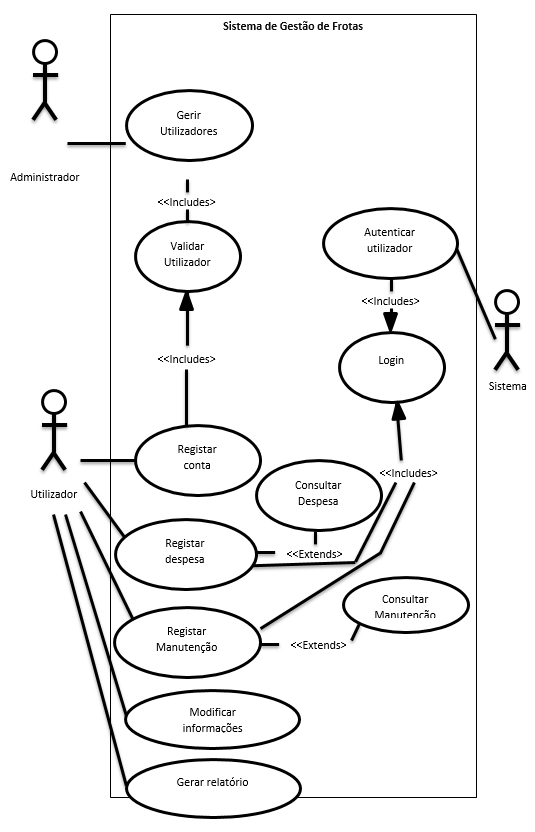 Sistema de Gestão de Frotas
Gerir
Utilizadores
Administrador
<<Includes>
Validar
Utilizador
Autenticar
utilizador
<<Includes>
<<Includes>
Login
Sistema
Registar
conta
<<Includes>
Utilizador
Consultar
Despesa
Registar
despesa
<<Extends>
Consultar
Manutenção
Registar
Manutenção
<<Extends>
Modificar
informações
Gerar relatório